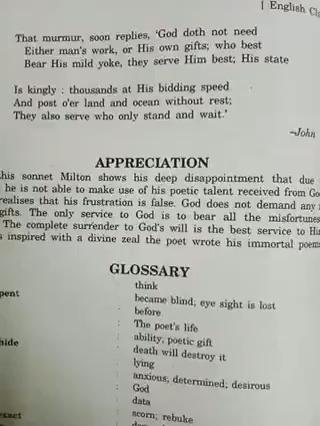 | English Cl
That murmur, soon replies, 'God doth not need
Either man's work, or His own gifts; who best
Bear His mild yoke, they serve Him best; His state
Is kingly : thousands at His bidding speed
And post o'er land and ocean without rest;
They also serve who only stand and wait.'
-John
APPRECIATION
his sonnet Milton shows his deep disappointment that due
he is not able to make use of his poetic talent received from Go
realises that his frustration is false. God does not demand any
gifts. The only service to God is to bear all the misfortunes
The complete surrender to God's will is the best service to Hi
s inspired with a divine zeal the poet wrote his immortal poems
GLOSSARY
think
pent : became blind; eye sight is lost
: before
: The poet's life
hide : ability, poetic gift
: death will destroy it
: lying
: anxious; determined; desirous
: God
: data
exact : scorn; rebuke